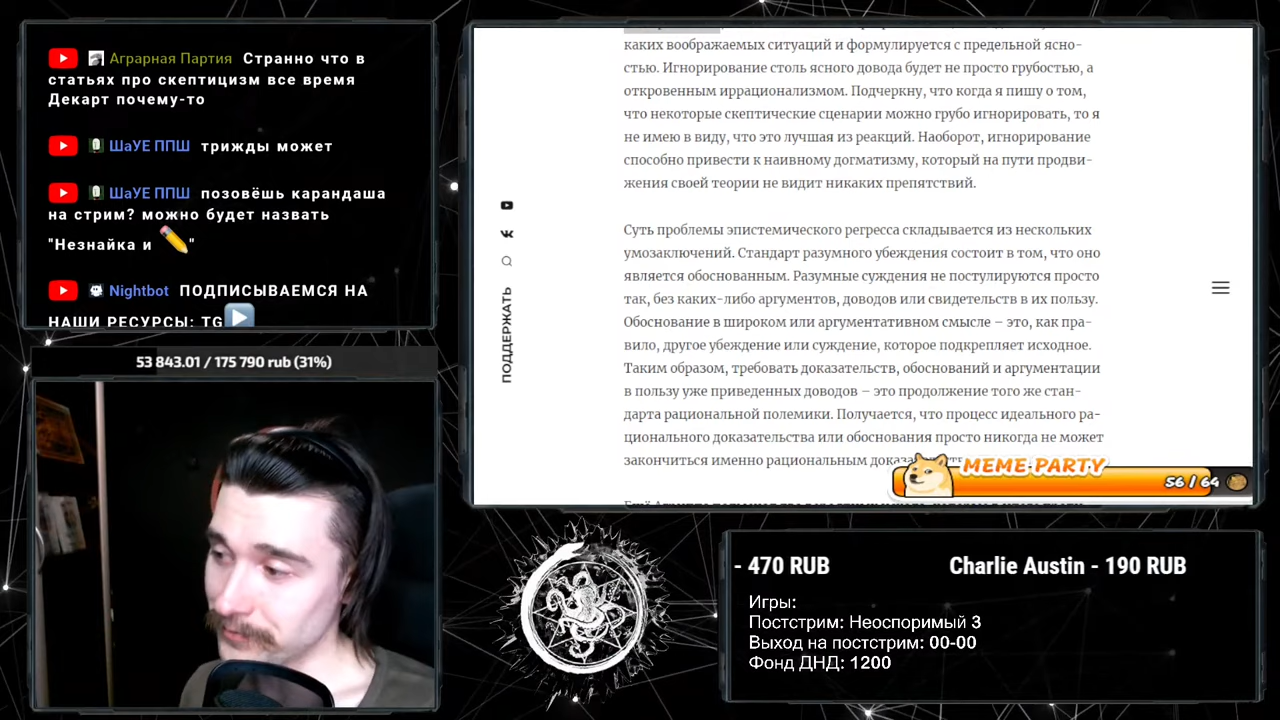 Аграрная Партия Странно что в
статьях про скептицизм все время
Декарт почему-то
ШаУЕ ППШ трижды может
ШаУЕ ППШ позовёшь карандаша
на стрим? можно будет назвать
"Незнайка и ✏️"
Nightbot ПОДПИСЫВАЕМСЯ НА
НАШИ РЕСУРСЫ: TG
53 843.01 / 175 790 rub (31%)
каких воображаемых ситуаций и формулируется с предельной ясно-
стью. Игнорирование столь ясного довода будет не просто грубостью, а
откровенным иррационализмом. Подчеркну, что когда я пишу о том,
что некоторые скептические сценарии можно грубо игнорировать, то я
не имею в виду, что это лучшая из реакций. Наоборот, игнорирование
способно привести к наивному догматизму, который на пути продви-
жения своей теории не видит никаких препятствий.
Суть проблемы эпистемического регресса складывается из нескольких
умозаключений. Стандарт разумного убеждения состоит в том, что оно
является обоснованным. Разумные суждения не постулируются просто
так, без каких-либо аргументов, доводов или свидетельств в их пользу.
Обоснование в широком или аргументативном смысле – это, как пра-
вило, другое убеждение или суждение, которое подкрепляет исходное.
Таким образом, требовать доказательств, обоснований и аргументации
в пользу уже приведенных доводов – это продолжение того же стан-
дарта рациональной полемики. Получается, что процесс идеального ра-
ционального доказательства или обоснования просто никогда не может
закончиться именно рациональным
ПОДДЕРЖАТЬ
MEME PARTY
56 / 64
- 470 RUB Charlie Austin - 190 RUB
Игры:
Постстрим: Неоспоримый 3
Выход на постстрим: 00-00
Фонд ДНД: 1200